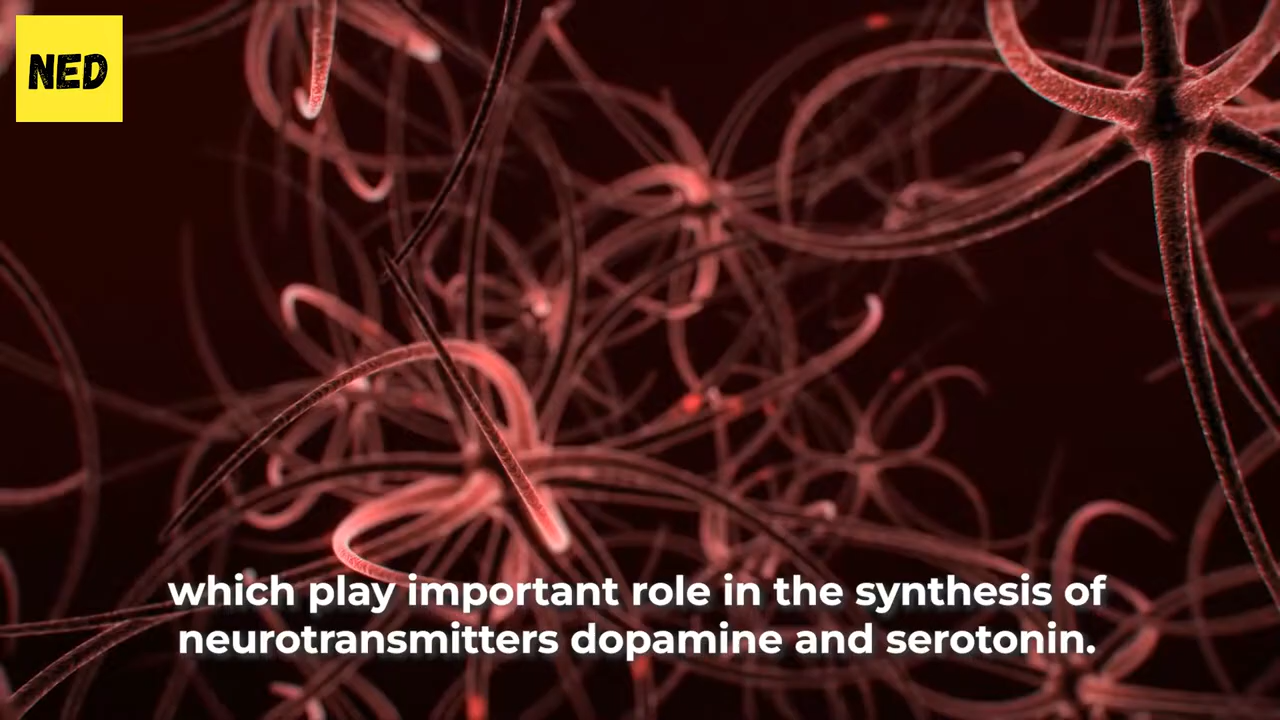 NED
which play important role in the synthesis of
neurotransmitters dopamine and serotonin.